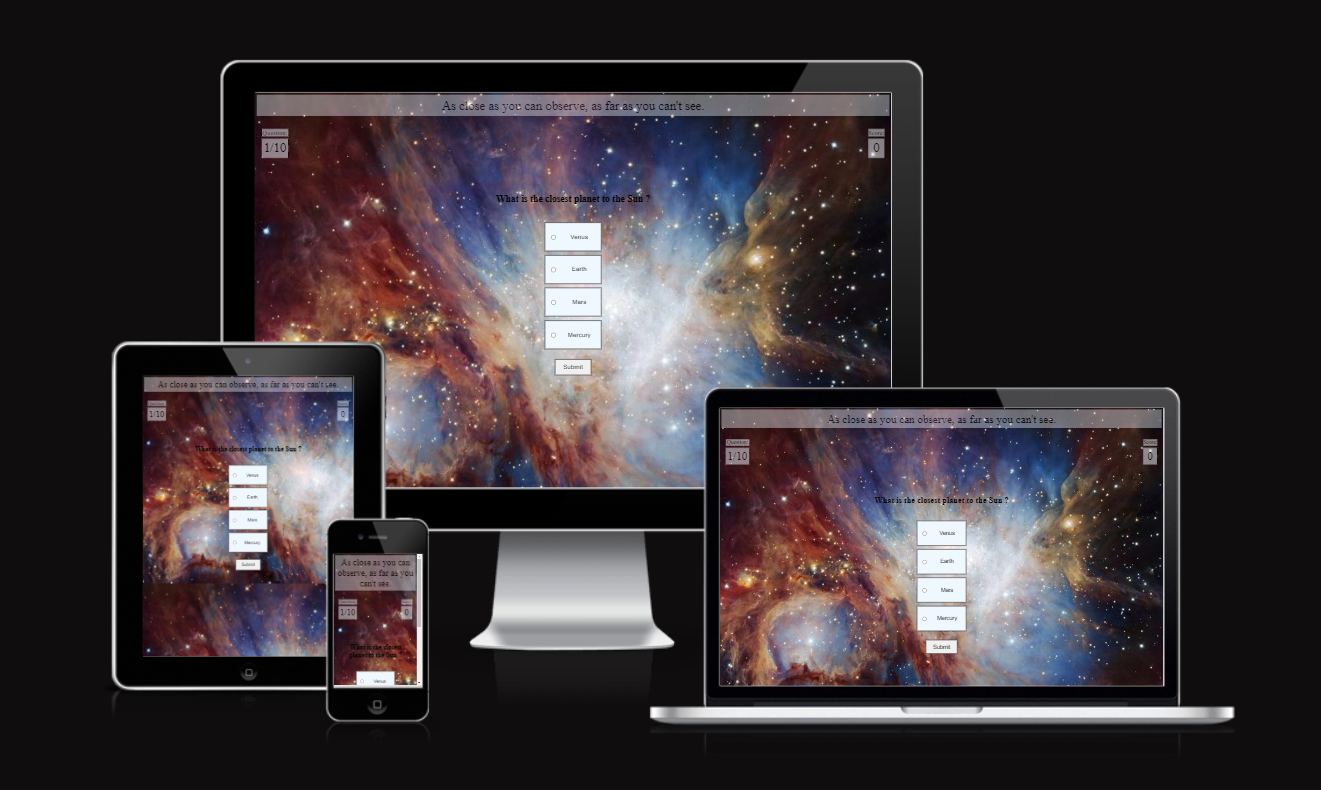 As close as you can observe, as far as you can't see.
Question
1/10
Score
0
What is the closest planet to the Sun ?
Venus
Earth
Mars
Mercury
Submit
As close as you can observe, as far as you can't see.
Question
1/10
Score
0
What is the closest planet to the Sun ?
Venus
Earth
Mars
Mercury
Submit
As close as you can
observe, as far as you
can't see.
Question
1/10
Score
0
What is the closest
planet to the Sun ?
Venus
As close as you can observe, as far as you can't see.
Question
1/10
Score
0
What is the closest planet to the Sun ?
Venus
Earth
Mars
Mercury
Submit